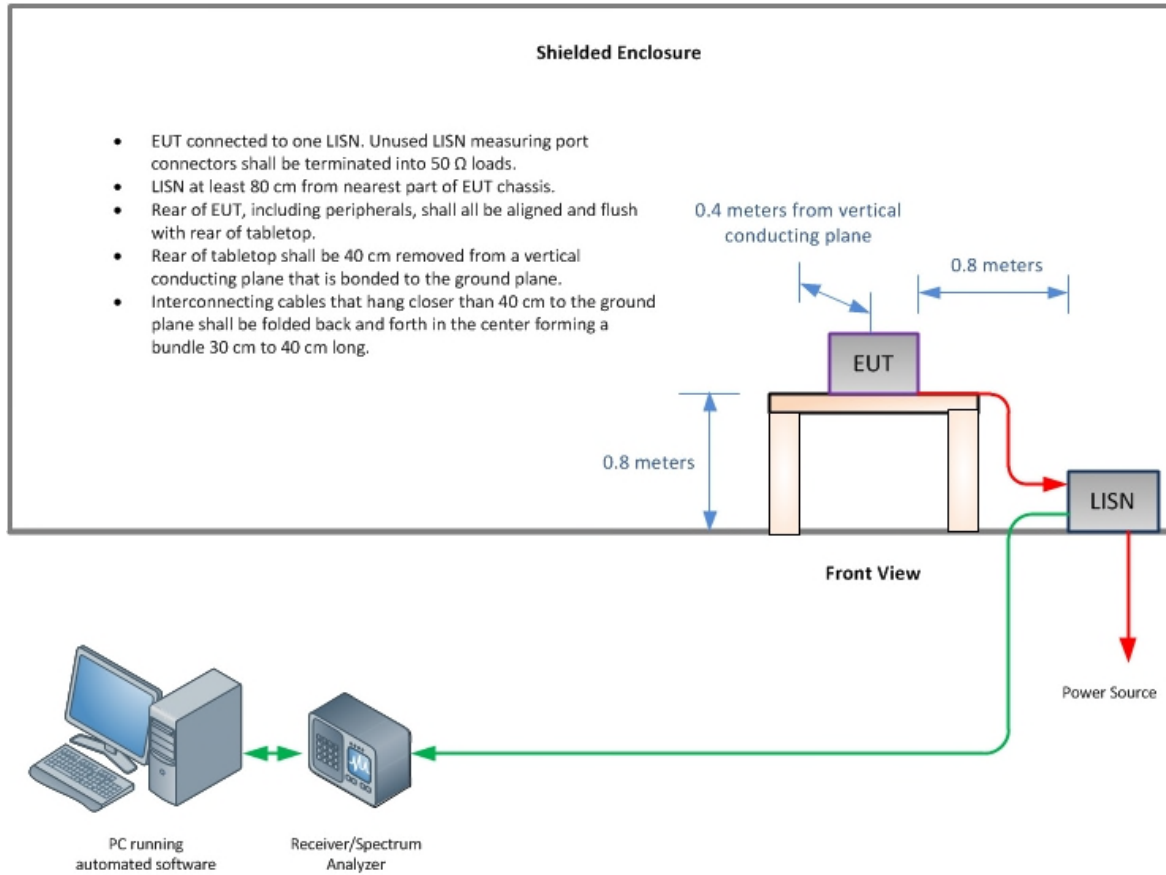 Shielded Enclosure
• EUT connected to one LISN. Unused LISN measuring port
connectors shall be terminated into 50 Ω loads.
• LISN at least 80 cm from nearest part of EUT chassis.
• Rear of EUT, including peripherals, shall all be aligned and flush
with rear of tabletop.
• Rear of tabletop shall be 40 cm removed from a vertical
conducting plane that is bonded to the ground plane.
• Interconnecting cables that hang closer than 40 cm to the ground
plane shall be folded back and forth in the center forming a
bundle 30 cm to 40 cm long.
0.4 meters from vertical
conducting plane
0.8 meters
EUT
0.8 meters
LISN
Front View
Power Source
PC running
automated software
Receiver/Spectrum
Analyzer